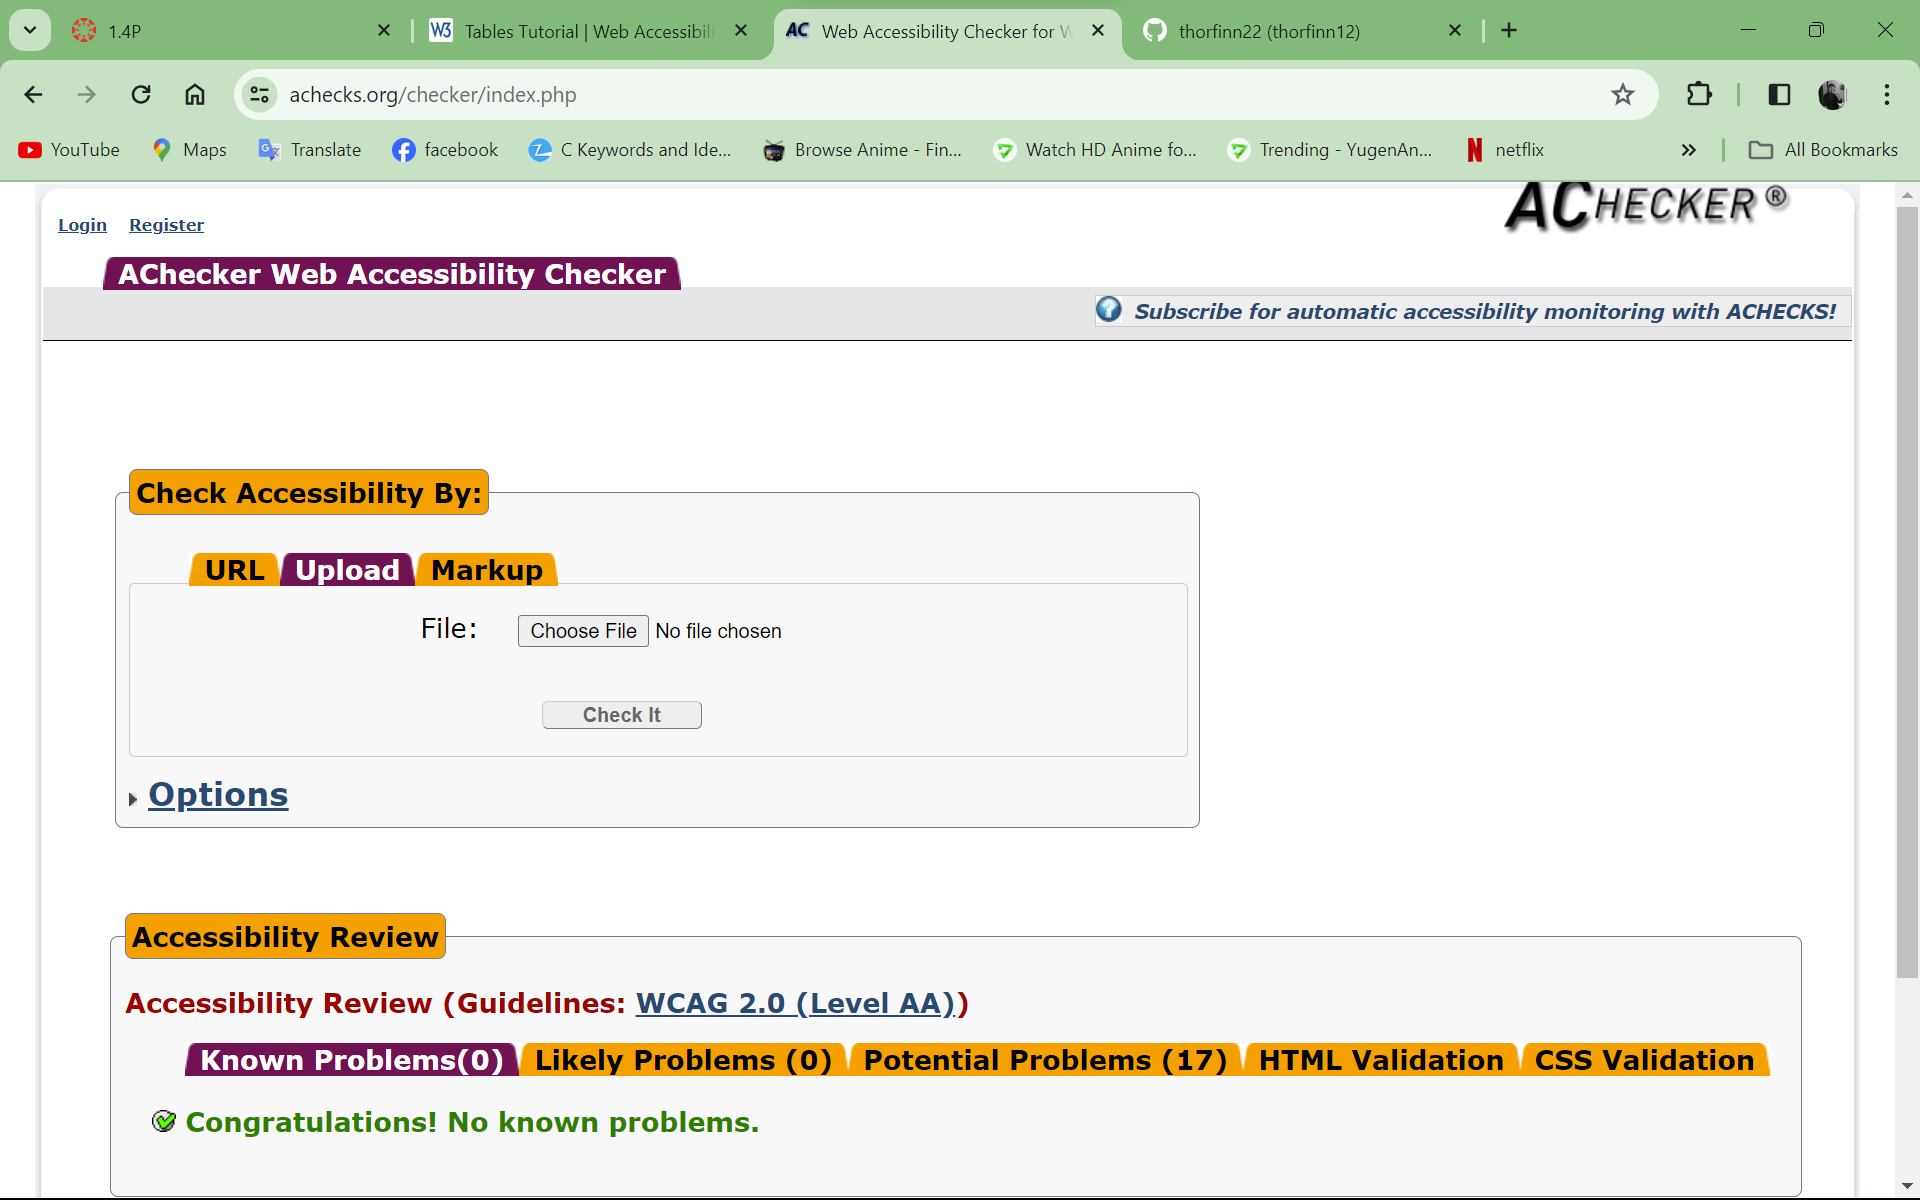 1.4P
Tables Tutorial | Web Accessibili
AC Web Accessibility Checker for W
thorfinn22 (thorfinn12)
achecks.org/checker/index.php
YouTube Maps Translate facebook C Keywords and Ide... Browse Anime - Fin... Watch HD Anime fo... Trending - YugenAn... netflix » All Bookmarks
ACHECKER ®
Login Register
AChecker Web Accessibility Checker
Subscribe for automatic accessibility monitoring with ACHECKS!
Check Accessibility By:
URL Upload Markup
File: Choose File No file chosen
Check It
Options
Accessibility Review
Accessibility Review (Guidelines: WCAG 2.0 (Level AA))
Known Problems(0) Likely Problems (0) Potential Problems (17) HTML Validation CSS Validation
Congratulations! No known problems.